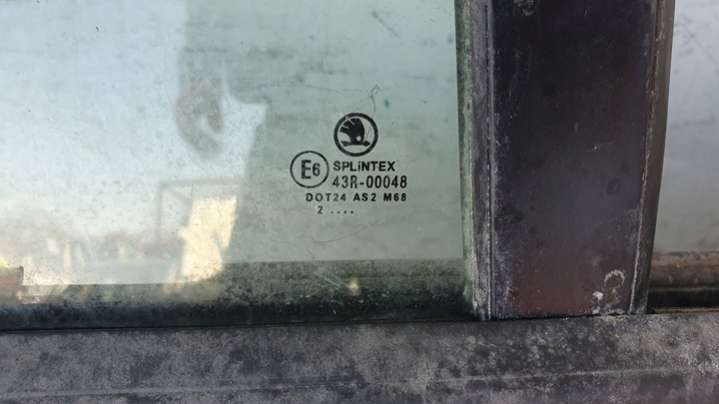 E6
SPLiNTEX
43R-00048
DOT24 AS2 M68
2 ....